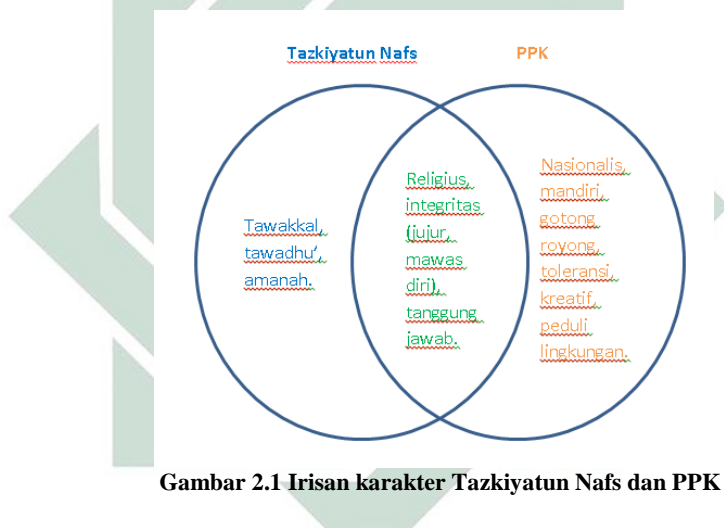 Tazkiyatun Nafs PPK
Tawakkal,
tawadhu',
amanah.
Religius,
integritas
(jujur,
mawas
diri),
tanggung
jawab.
Nasionalis,
mandiri,
gotong
royong,
toleransi,
kreatif,
peduli
lingkungan.
Gambar 2.1 Irisan karakter Tazkiyatun Nafs dan PPK